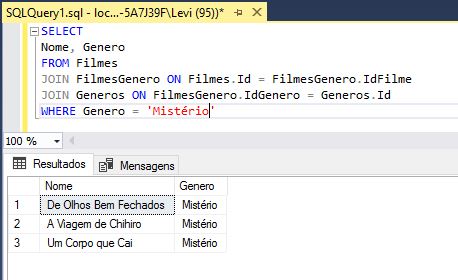 SQLQuery1.sql - loc...-5A7J39F\Levi (95))*
SELECT
Nome, Genero
FROM Filmes
JOIN FilmesGenero ON Filmes.Id = FilmesGenero.IdFilme
JOIN Generos ON FilmesGenero.IdGenero = Generos.Id
WHERE Genero = 'Mistério'
100 %
Resultados Mensagens
Nome Genero
1 De Olhos Bem Fechados Mistério
2 A Viagem de Chihiro Mistério
3 Um Corpo que Cai Mistério